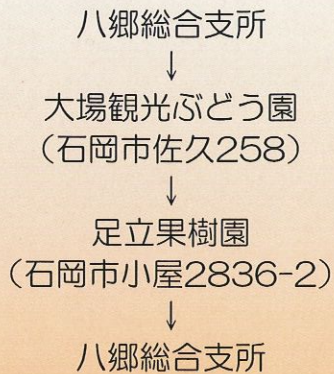 八郷総合支所
↓
大場観光ぶどう園
（石岡市佐久258）
↓
足立果樹園
（石岡市小屋2836-2）
↓
八郷総合支所